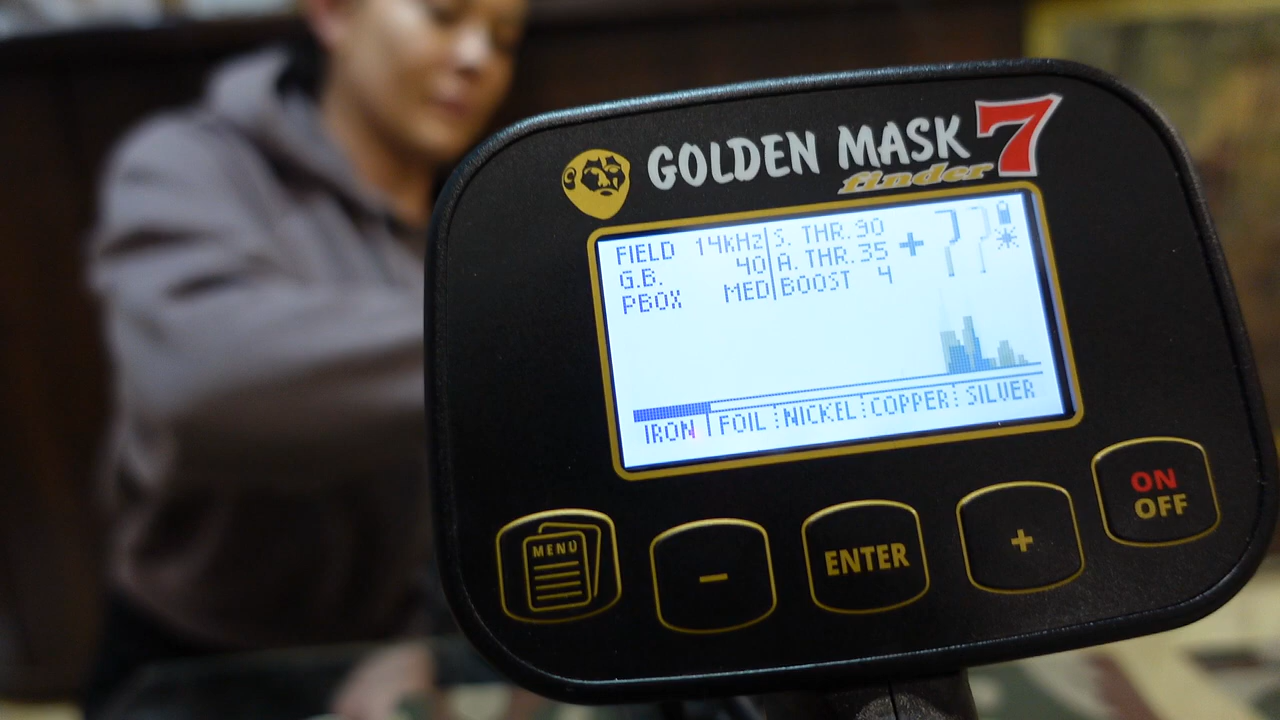 GOLDEN MASK 7
finder
FIELD 14kHz S. THR. 90
G.B. 40 A. THR. 35
PBOX MED BOOST 4
+
IRON FOIL NICKEL COPPER SILVER
MENU
-
ENTER
+
ON
OFF